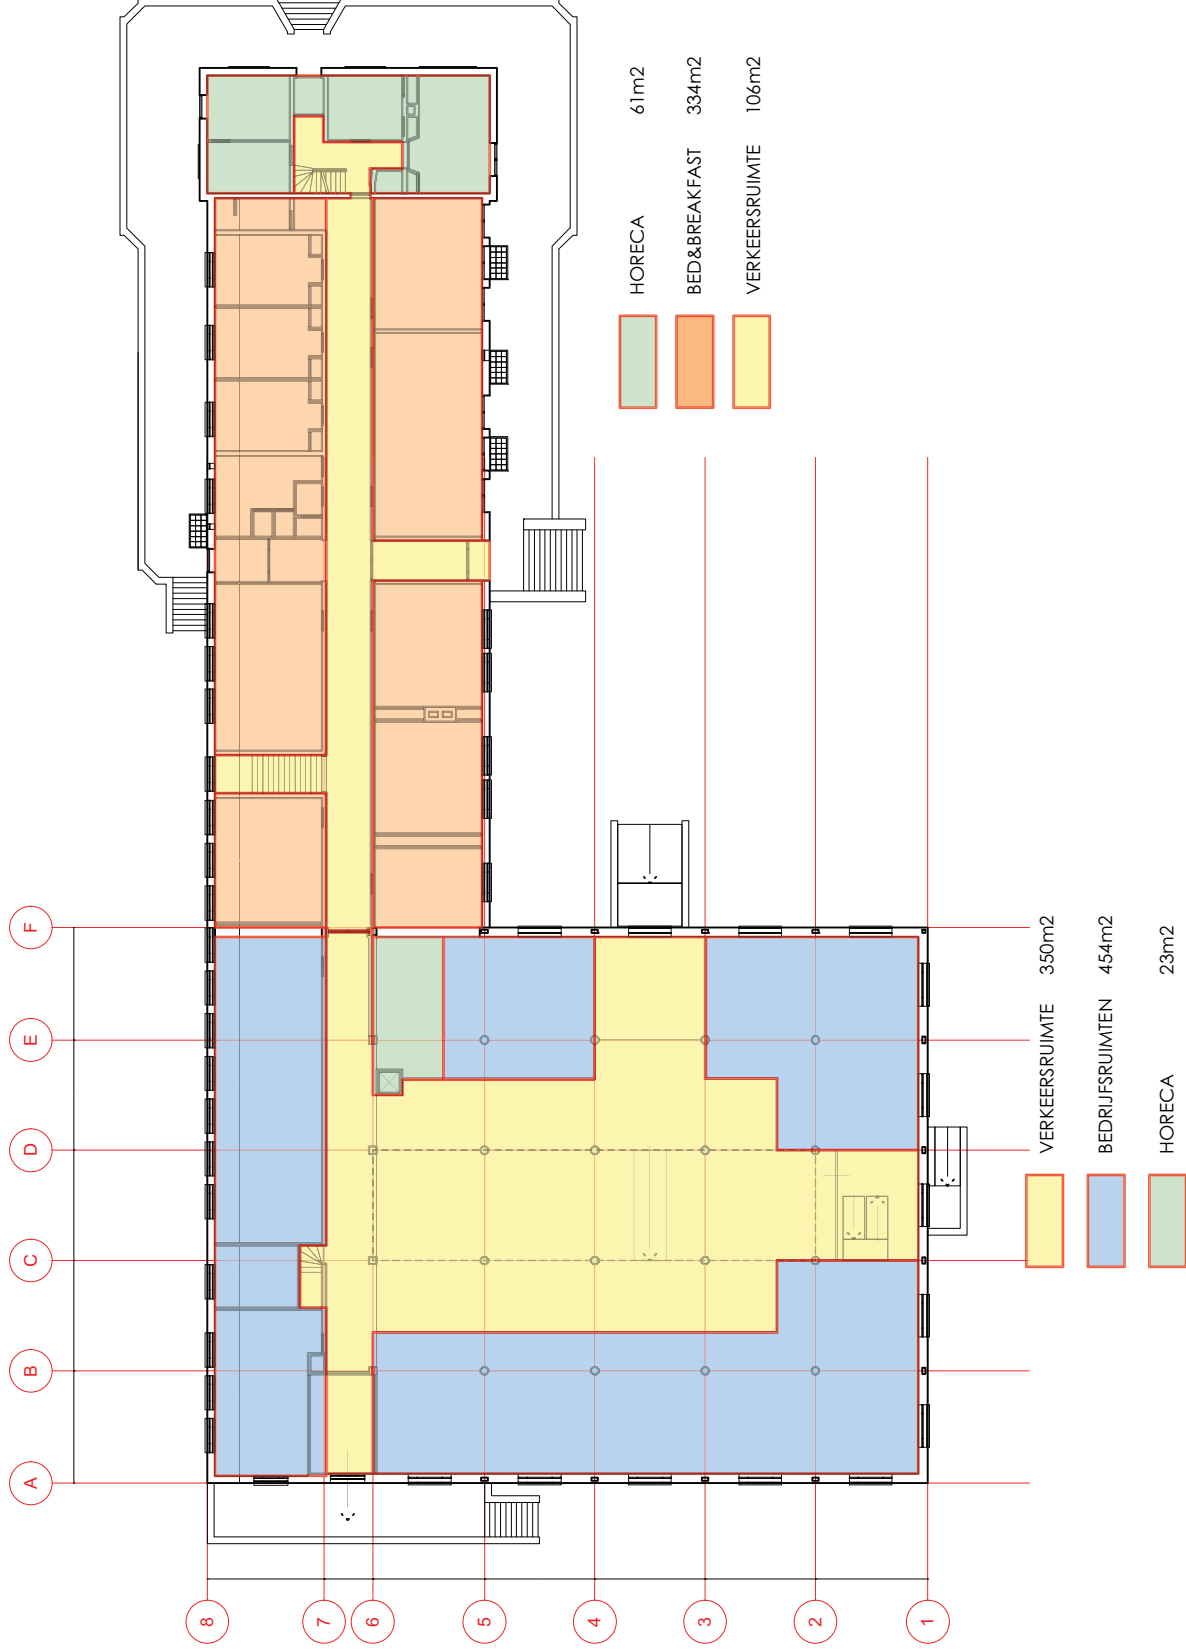 HORECA 61m2
BED&BREAKFAST 334m2
VERKEERSRUIMTE 106m2
VERKEERSRUIMTE 350m2
BEDRIJFSRUIMTEN 454m2
HORECA 23m2
A
B
C
D
E
F
8
7
6
5
4
3
2
1